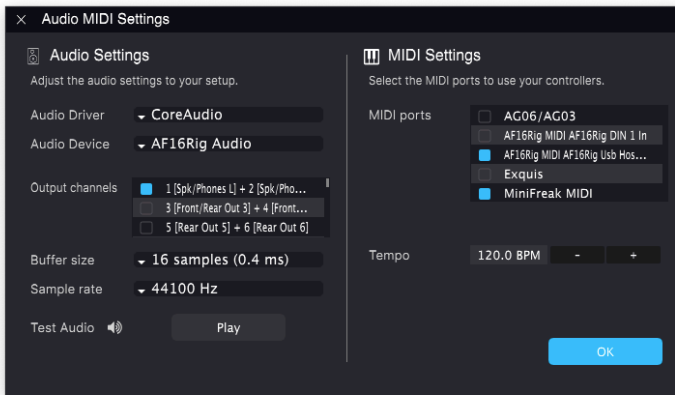 × Audio MIDI Settings
Audio Settings
Adjust the audio settings to your setup.
Audio Driver CoreAudio
Audio Device AF16Rig Audio
Output channels
1 [Spk/Phones L] + 2 [Spk/Pho...
3 [Front/Rear Out 3] + 4 [Front...
5 [Rear Out 5] + 6 [Rear Out 6]
Buffer size 16 samples (0.4 ms)
Sample rate 44100 Hz
Test Audio Play
MIDI Settings
Select the MIDI ports to use your controllers.
MIDI ports
AG06/AG03
AF16Rig MIDI AF16Rig DIN 1 In
AF16Rig MIDI AF16Rig Usb Hos...
Exquis
MiniFreak MIDI
Tempo 120.0 BPM - +
OK